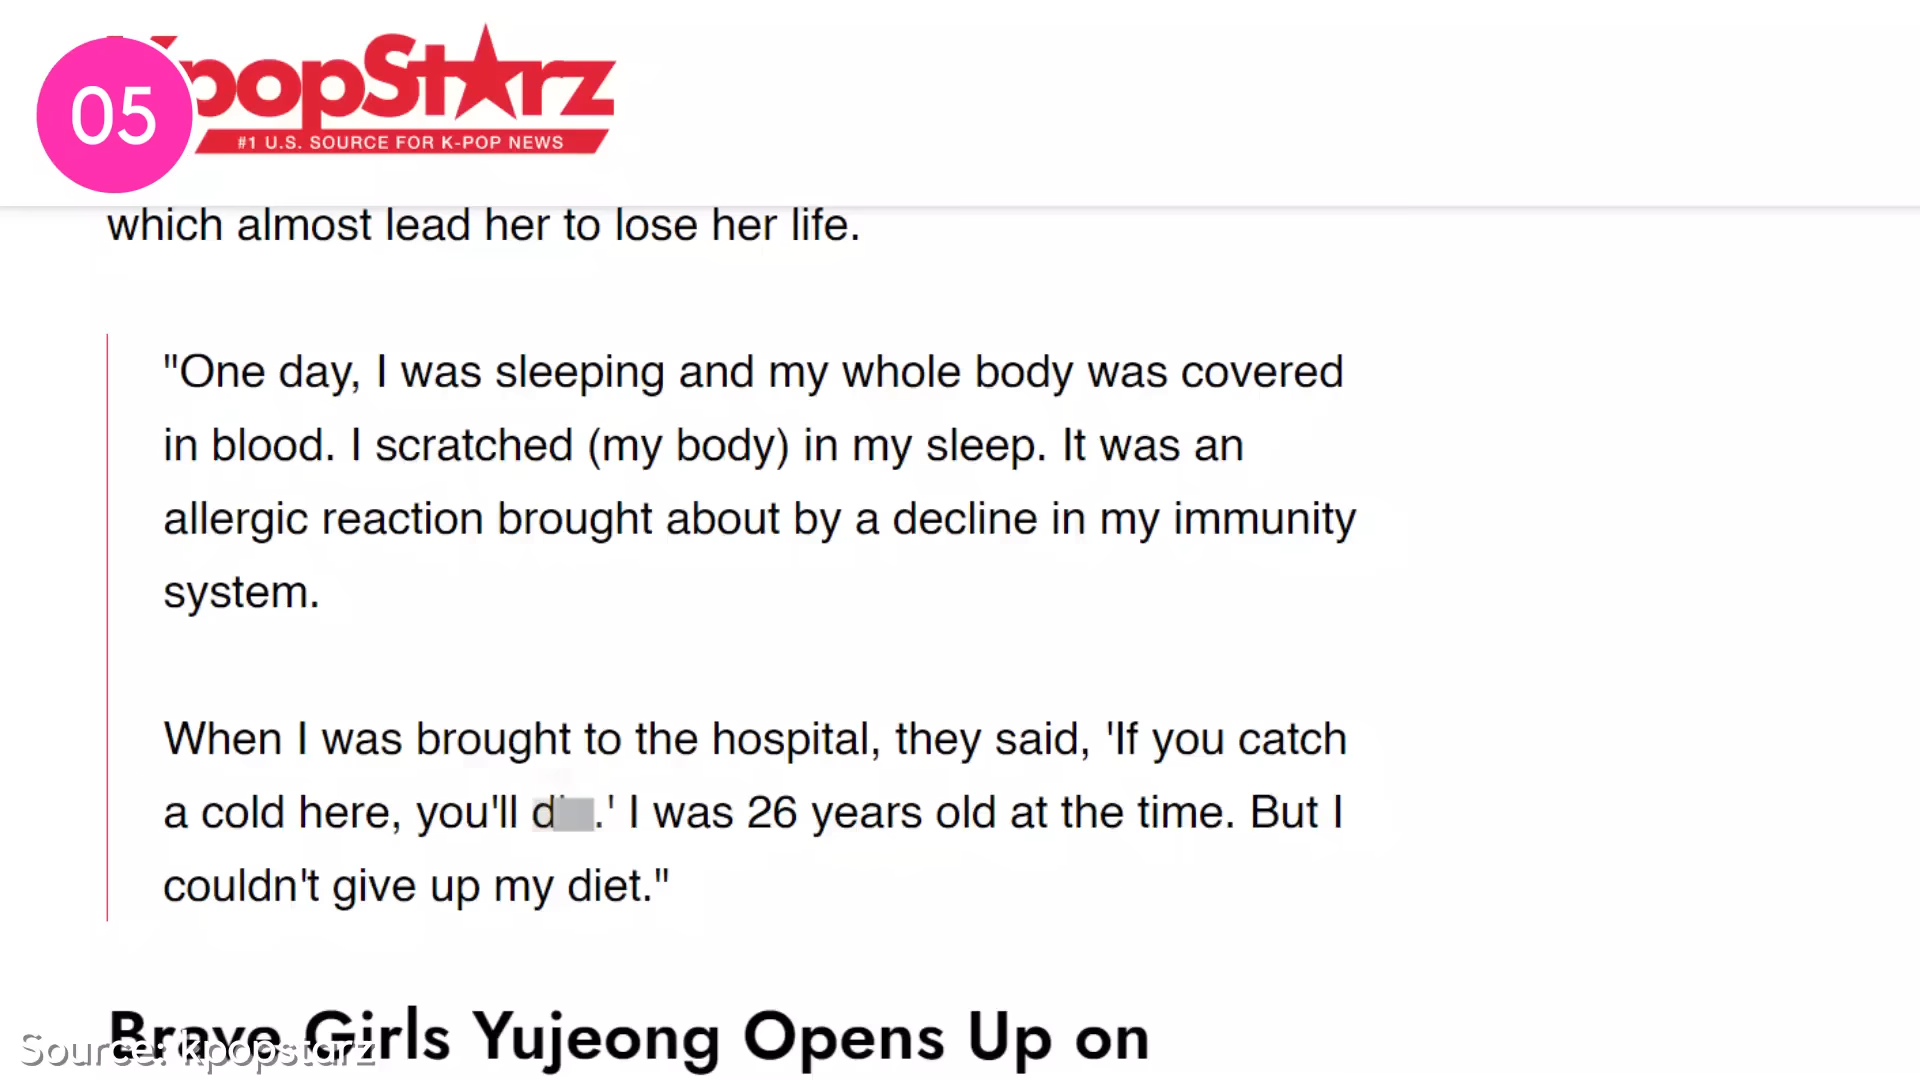 05
KpopStarz
#1 U.S. SOURCE FOR K-POP NEWS
which almost lead her to lose her life.
"One day, I was sleeping and my whole body was covered
in blood. I scratched (my body) in my sleep. It was an
allergic reaction brought about by a decline in my immunity
system.
When I was brought to the hospital, they said, 'If you catch
a cold here, you'll d .' I was 26 years old at the time. But I
couldn't give up my diet."
Brave Girls Yujeong Opens Up on
Source: kpopstarz